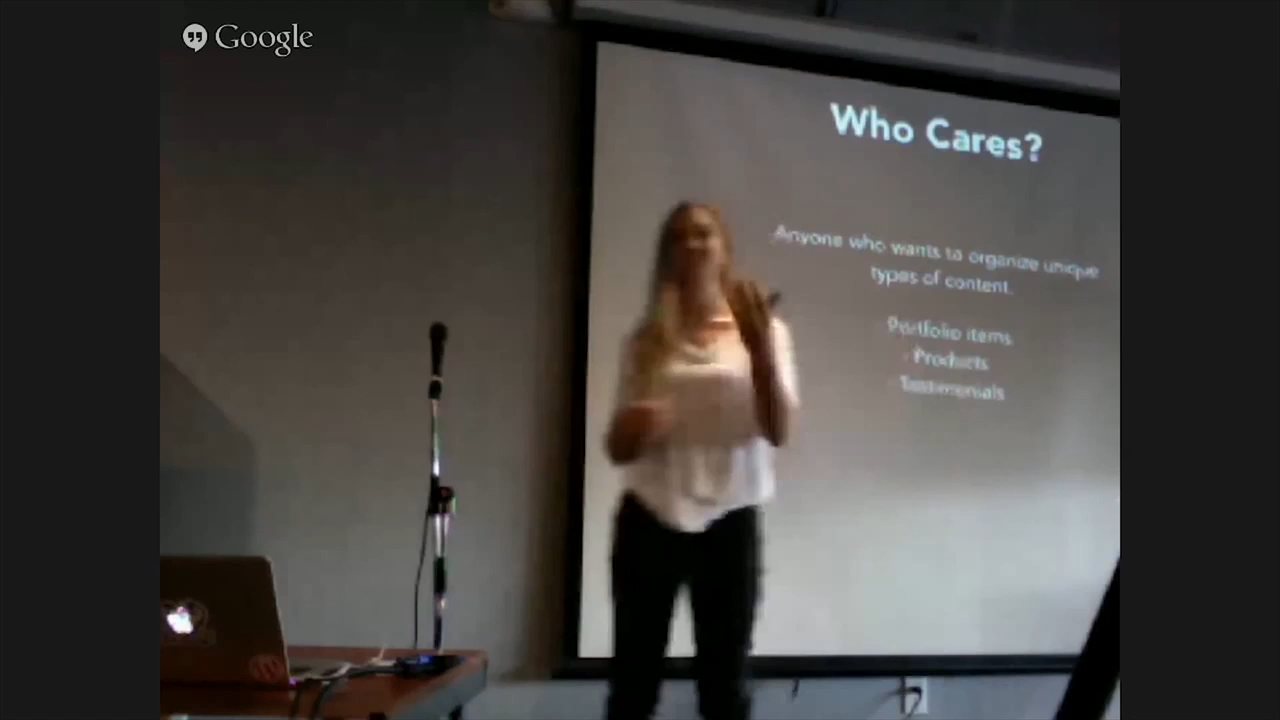 Google
Who Cares?
Anyone who wants to organize unique
types of content.
Portfolio items
Products
Testimonials